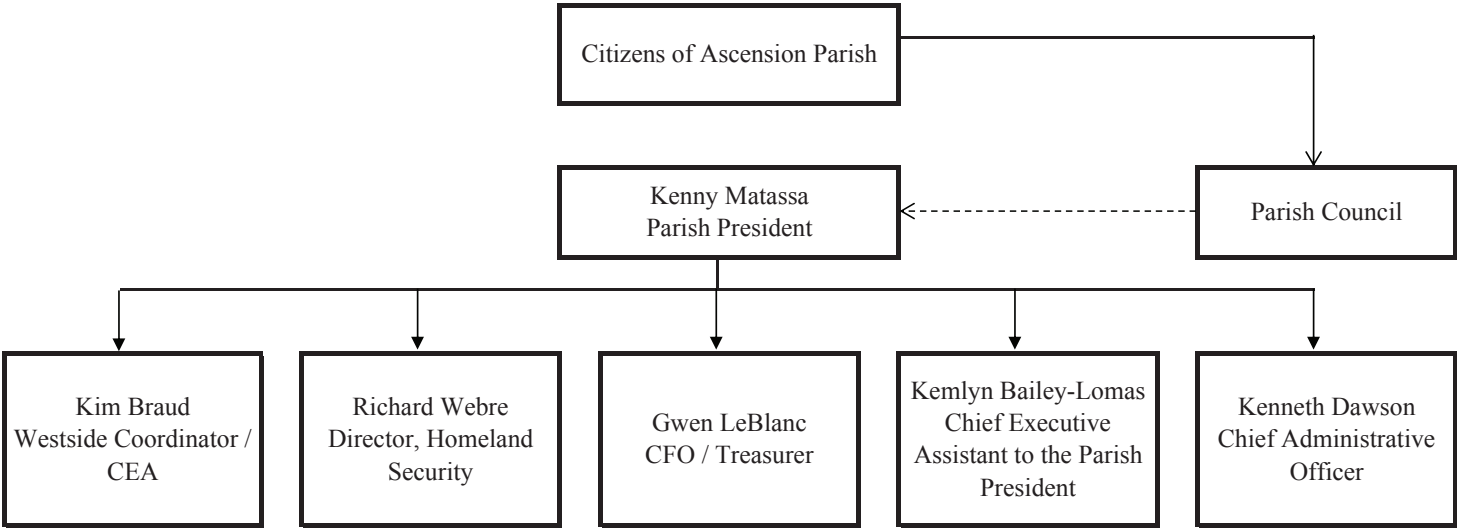 Citizens of Ascension Parish
Kenny Matassa
Parish President
Parish Council
Kim Braud
Westside Coordinator /
CEA
Richard Webre
Director, Homeland
Security
Gwen LeBlanc
CFO / Treasurer
Kemlyn Bailey-Lomas
Chief Executive
Assistant to the Parish
President
Kenneth Dawson
Chief Administrative
Officer